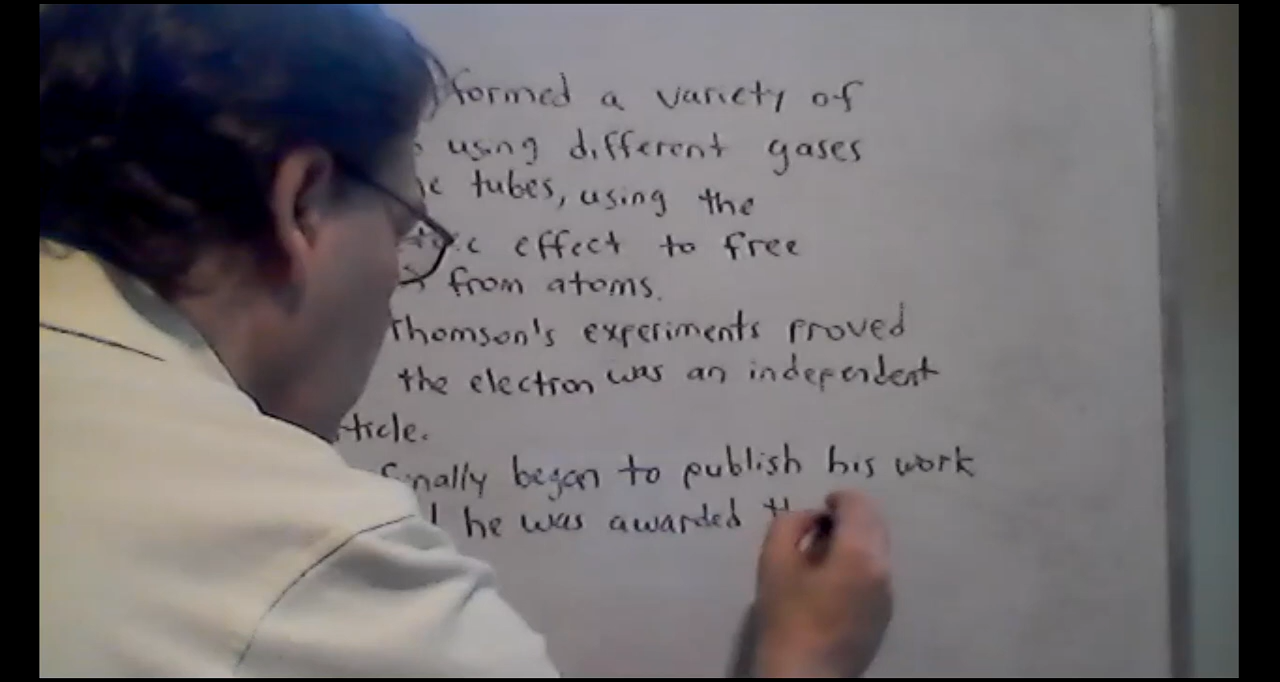 formed a variety of
using different gases
tubes, using the
effect to free
from atoms.
Thomson's experiments proved
the electron was an independent
ticle.
finally began to publish his work
he was awarded